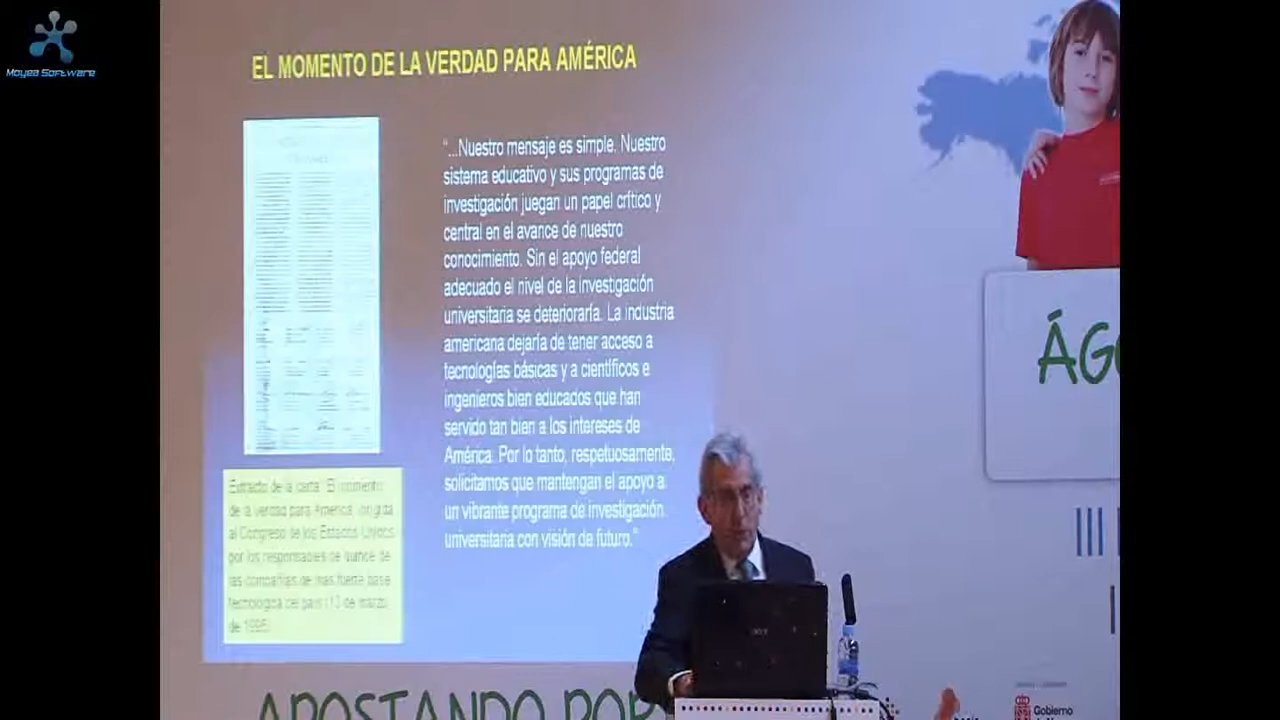 Moyea Software
EL MOMENTO DE LA VERDAD PARA AMÉRICA
"...Nuestro mensaje es simple. Nuestro
sistema educativo y sus programas de
investigación juegan un papel crítico y
central en el avance de nuestro
conocimiento. Sin el apoyo federal
adecuado el nivel de la investigación
universitaria se deterioraría. La industria
americana dejaría de tener acceso a
tecnologías básicas y a científicos e
ingenieros bien educados que han
servido tan bien a los intereses de
América. Por lo tanto, respetuosamente,
solicitamos que mantengan el apoyo a
un vibrante programa de investigación
universitaria con visión de futuro."
Extracto de la carta: El momento
de la verdad para América, dirigida
al Congreso de los Estados Unidos
por los responsables de quince de
las compañías de más fuerte base
tecnológica del país (13 de marzo
de 1995)
ÁG
III
acer
APOSTANDO POR
Gobierno